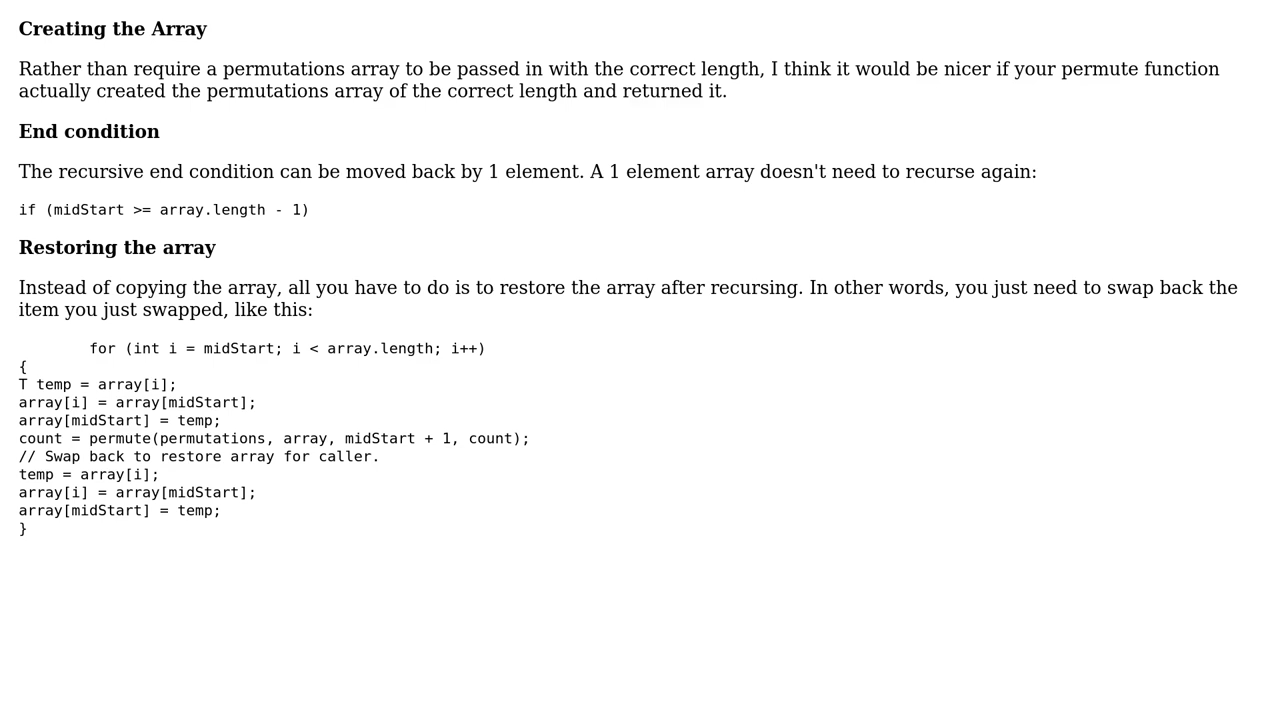 Creating the Array
Rather than require a permutations array to be passed in with the correct length, I think it would be nicer if your permute function
actually created the permutations array of the correct length and returned it.
End condition
The recursive end condition can be moved back by 1 element. A 1 element array doesn't need to recurse again:
if (midStart >= array.length - 1)
Restoring the array
Instead of copying the array, all you have to do is to restore the array after recursing. In other words, you just need to swap back the
item you just swapped, like this:
        for (int i = midStart; i < array.length; i++)
{
T temp = array[i];
array[i] = array[midStart];
array[midStart] = temp;
count = permute(permutations, array, midStart + 1, count);
// Swap back to restore array for caller.
temp = array[i];
array[i] = array[midStart];
array[midStart] = temp;
}